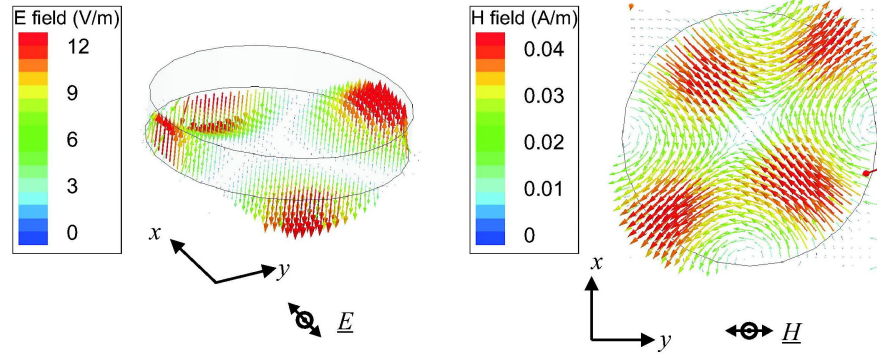 E field (V/m)
12
9
6
3
0
x
y
E
H field (A/m)
0.04
0.03
0.02
0.01
0
x
y
H